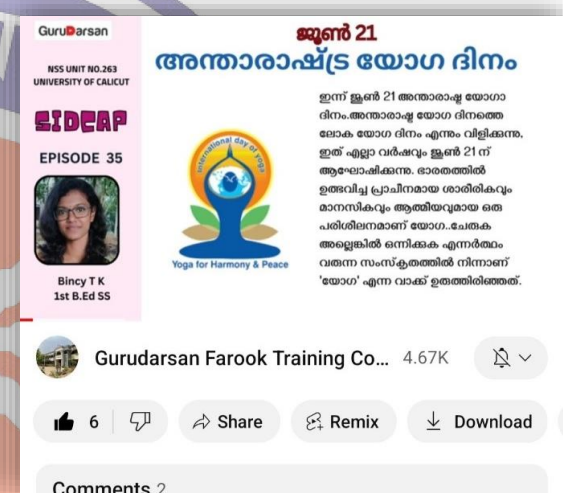 GuruDarsan
NSS UNIT NO.263
UNIVERSITY OF CALICUT
SIDCAP
EPISODE 35
Bincy T K
1st B.Ed SS
ജൂൺ 21
അന്താരാഷ്ട്ര യോഗ ദിനം
International day of Yoga
Yoga for Harmony & Peace
ഇന്ന് ജൂൺ 21 അന്താരാഷ്ട്ര യോഗാ
ദിനം.അന്താരാഷ്ട്ര യോഗ ദിനത്തെ
ലോക യോഗ ദിനം എന്നും വിളിക്കുന്നു.
ഇത് എല്ലാ വർഷവും ജൂൺ 21 ന്
ആഘോഷിക്കുന്നു. ഭാരതത്തിൽ
ഉത്ഭവിച്ച പ്രാചീനമായ ശാരീരികവും
മാനസികവും ആത്മീയവുമായ ഒരു
പരിശീലനമാണ് യോഗ..ചേരുക
അല്ലെങ്കിൽ ഒന്നിക്കുക എന്നർത്ഥം
വരുന്ന സംസ്കൃതത്തിൽ നിന്നാണ്
'യോഗ' എന്ന വാക്ക് ഉരുത്തിരിഞ്ഞത്.
Gurudarsan Farook Training Co... 4.67K
6 Share Remix Download
Comments 2